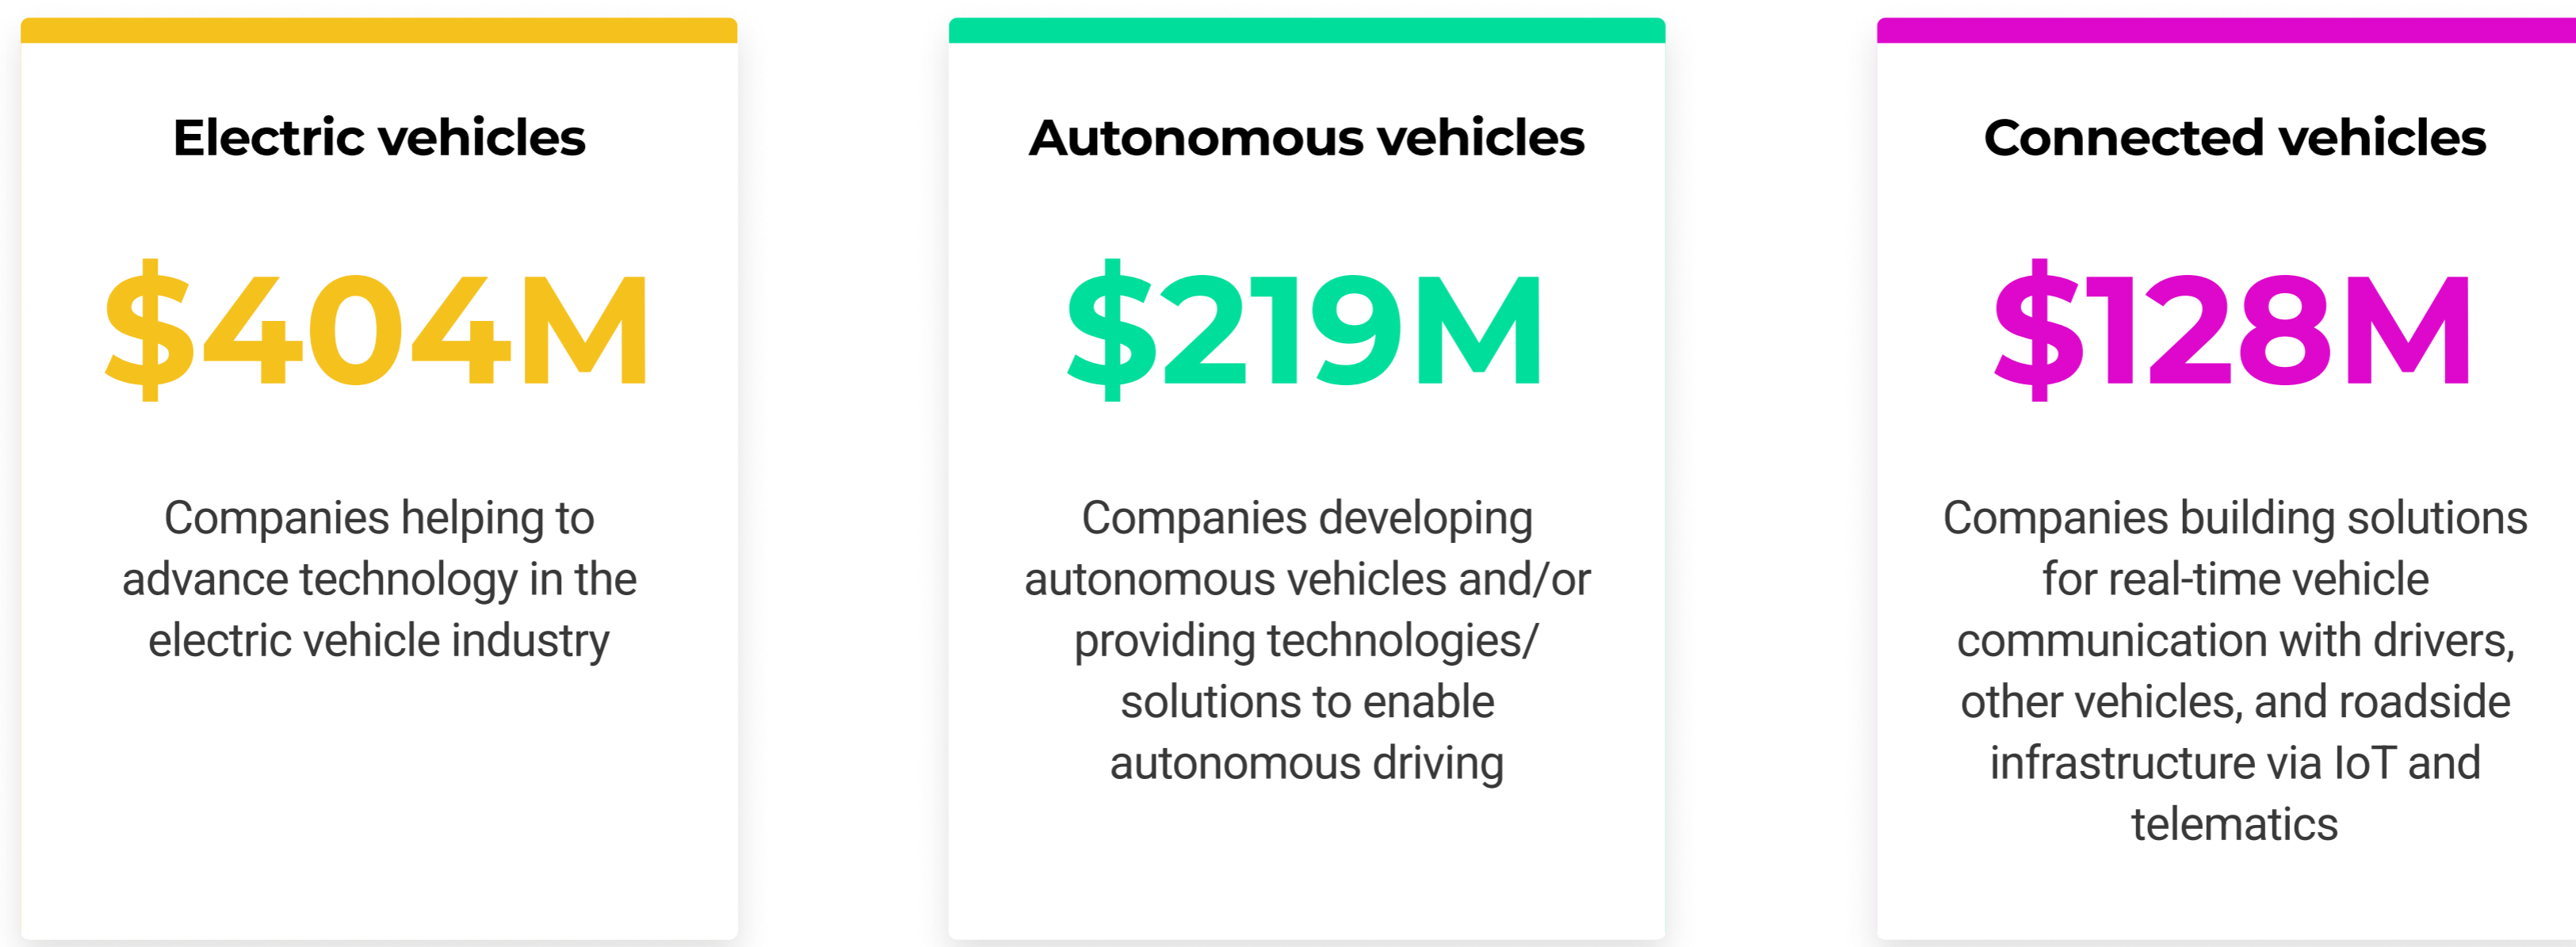 Electric vehicles
$404M
Companies helping to
advance technology in the
electric vehicle industry
Autonomous vehicles
$219M
Companies developing
autonomous vehicles and/or
providing technologies/
solutions to enable
autonomous driving
Connected vehicles
$128M
Companies building solutions
for real-time vehicle
communication with drivers,
other vehicles, and roadside
infrastructure via IoT and
telematics